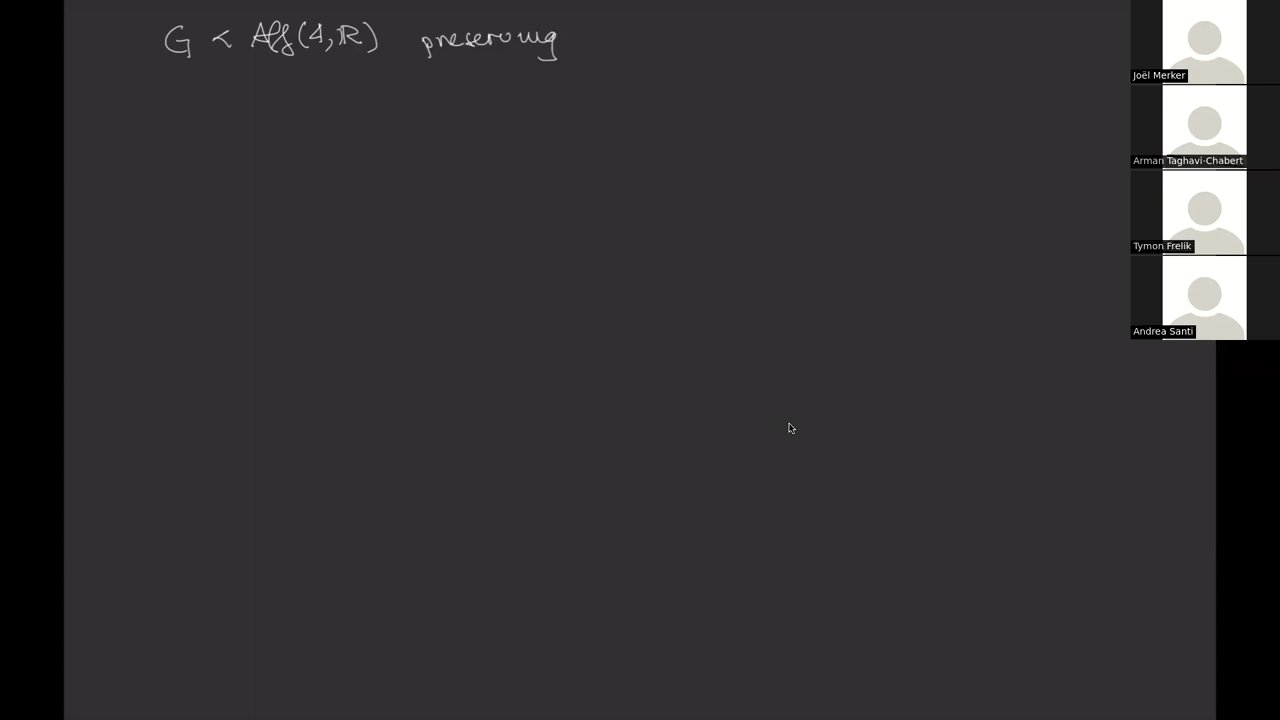 G < Aff(4,ℝ) preserving
Joël Merker
Arman Taghavi-Chabert
Tymon Frelik
Andrea Santi